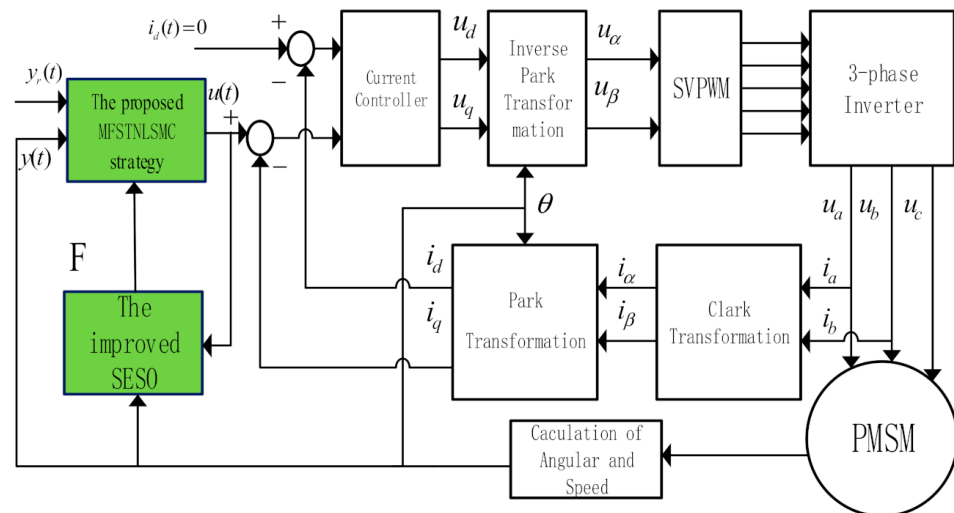 i_d(t)=0
+
−
y_r(t)
y(t)
The proposed
MFSTNLSMC
strategy
u(t)
+
−
Current
Controller
u_d
u_q
Inverse
Park
Transfor
mation
u_α
u_β
SVPWM
3-phase
Inverter
u_a
u_b
u_c
θ
F
The
improved
SESO
i_d
i_q
Park
Transformation
i_α
i_β
Clark
Transformation
i_a
i_b
Caculation of
Angular and
Speed
PMSM